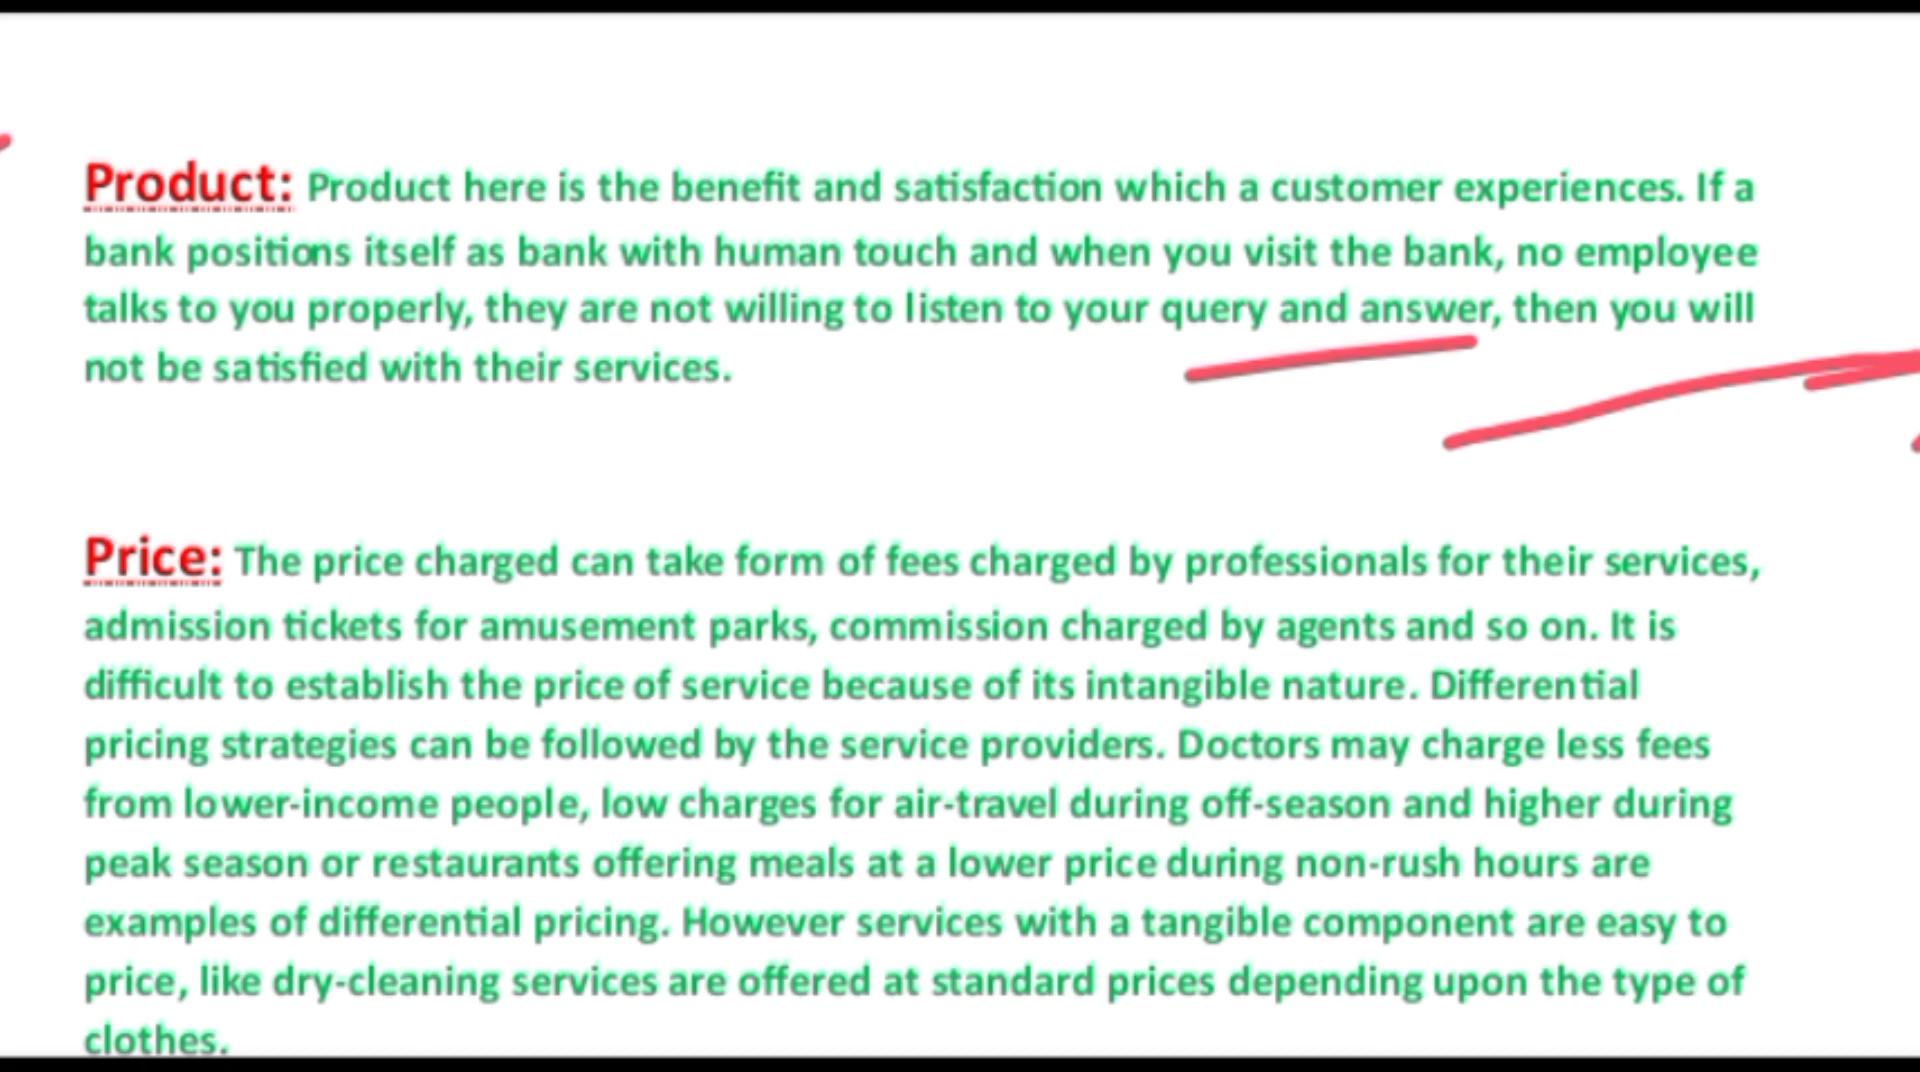 Product: Product here is the benefit and satisfaction which a customer experiences. If a
bank positions itself as bank with human touch and when you visit the bank, no employee
talks to you properly, they are not willing to listen to your query and answer, then you will
not be satisfied with their services.
Price: The price charged can take form of fees charged by professionals for their services,
admission tickets for amusement parks, commission charged by agents and so on. It is
difficult to establish the price of service because of its intangible nature. Differential
pricing strategies can be followed by the service providers. Doctors may charge less fees
from lower-income people, low charges for air-travel during off-season and higher during
peak season or restaurants offering meals at a lower price during non-rush hours are
examples of differential pricing. However services with a tangible component are easy to
price, like dry-cleaning services are offered at standard prices depending upon the type of
clothes.